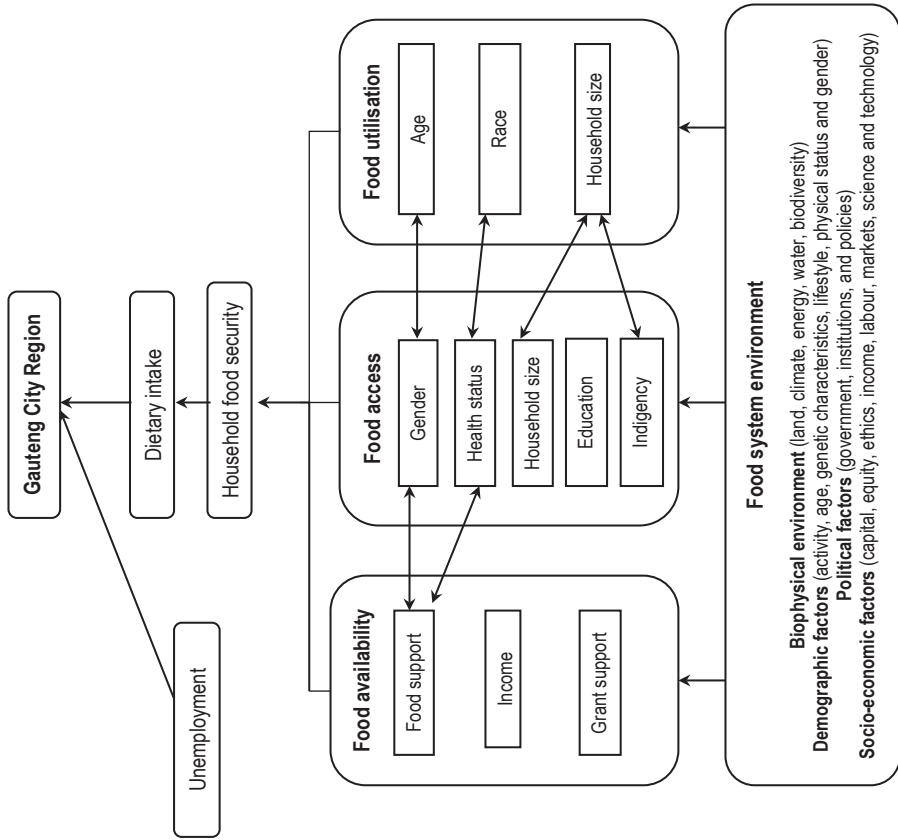 Gauteng City Region
Unemployment
Dietary intake
Household food security
Food availability
Food support
Income
Grant support
Food access
Gender
Health status
Household size
Education
Indigency
Food utilisation
Age
Race
Household size
Food system environment
Biophysical environment (land, climate, energy, water, biodiversity)
Demographic factors (activity, age, genetic characteristics, lifestyle, physical status and gender)
Political factors (government, institutions, and policies)
Socio-economic factors (capital, equity, ethics, income, labour, markets, science and technology)